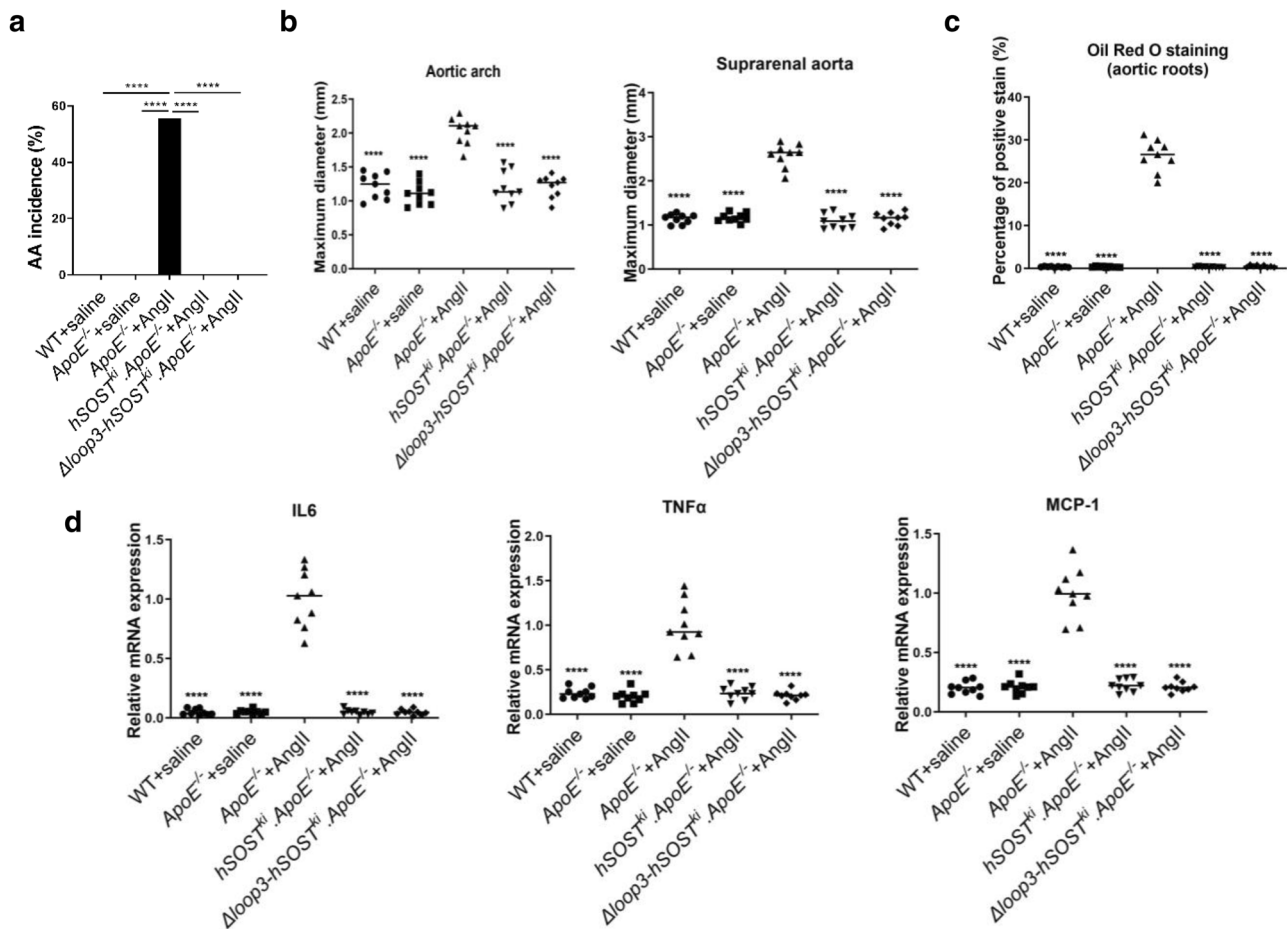 a
**** ****
**** ****
AA incidence (%)
60
40
20
0
WT+saline
ApoE-/-+saline
ApoE-/-+AngII
hSOSTki.ApoE-/-+AngII
Δloop3-hSOSTki.ApoE-/-+AngII
b
Aortic arch
Maximum diameter (mm)
2.5
2.0
1.5
1.0
0.5
0.0
**** **** **** ****
WT+saline
ApoE-/-+saline
ApoE-/-+AngII
hSOSTki.ApoE-/-+AngII
Δloop3-hSOSTki.ApoE-/-+AngII
Suprarenal aorta
Maximum diameter (mm)
4
3
2
1
0
**** **** **** ****
WT+saline
ApoE-/-+saline
ApoE-/-+AngII
hSOSTki.ApoE-/-+AngII
Δloop3-hSOSTki.ApoE-/-+AngII
c
Oil Red O staining
(aortic roots)
Percentage of positive stain (%)
40
30
20
10
0
**** **** **** ****
WT+saline
ApoE-/-+saline
ApoE-/-+AngII
hSOSTki.ApoE-/-+AngII
Δloop3-hSOSTki.ApoE-/-+AngII
d
IL6
Relative mRNA expression
1.5
1.0
0.5
0.0
**** **** **** ****
WT+saline
ApoE-/-+saline
ApoE-/-+AngII
hSOSTki.ApoE-/-+AngII
Δloop3-hSOSTki.ApoE-/-+AngII
TNFα
Relative mRNA expression
2.0
1.5
1.0
0.5
0.0
**** **** **** ****
WT+saline
ApoE-/-+saline
ApoE-/-+AngII
hSOSTki.ApoE-/-+AngII
Δloop3-hSOSTki.ApoE-/-+AngII
MCP-1
Relative mRNA expression
1.5
1.0
0.5
0.0
**** **** **** ****
WT+saline
ApoE-/-+saline
ApoE-/-+AngII
hSOSTki.ApoE-/-+AngII
Δloop3-hSOSTki.ApoE-/-+AngII